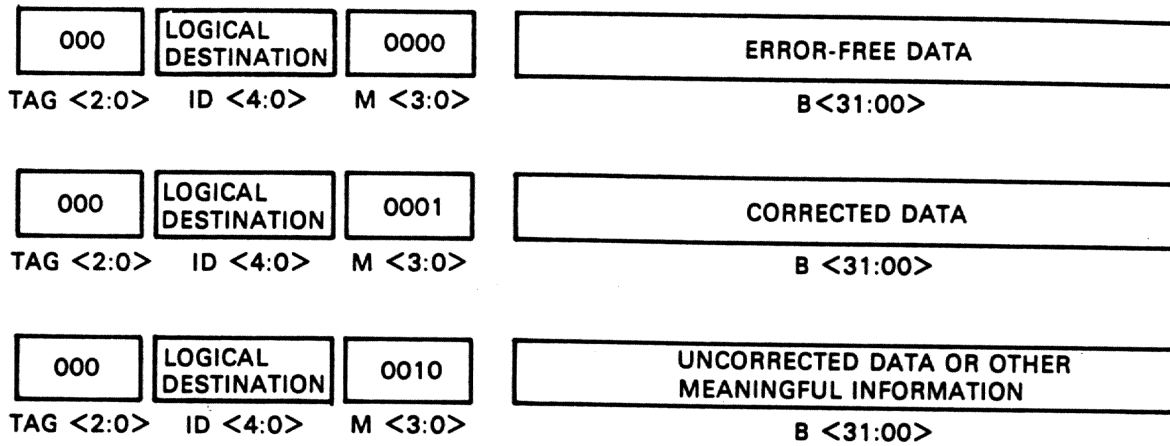 000 LOGICAL DESTINATION 0000 ERROR-FREE DATA
TAG <2:0> ID <4:0> M <3:0> B<31:00>
000 LOGICAL DESTINATION 0001 CORRECTED DATA
TAG <2:0> ID <4:0> M <3:0> B <31:00>
000 LOGICAL DESTINATION 0010 UNCORRECTED DATA OR OTHER MEANINGFUL INFORMATION
TAG <2:0> ID <4:0> M <3:0> B <31:00>